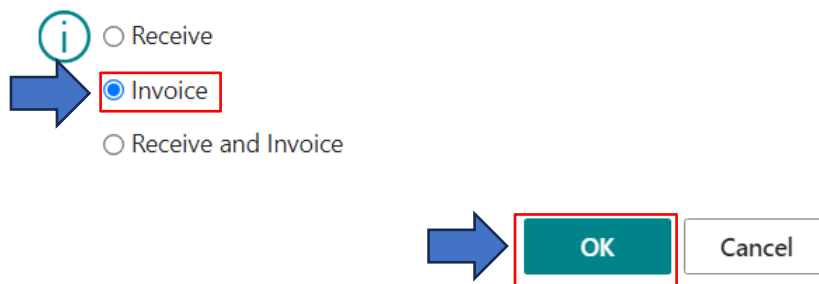 Receive
Invoice
Receive and Invoice
OK
Cancel